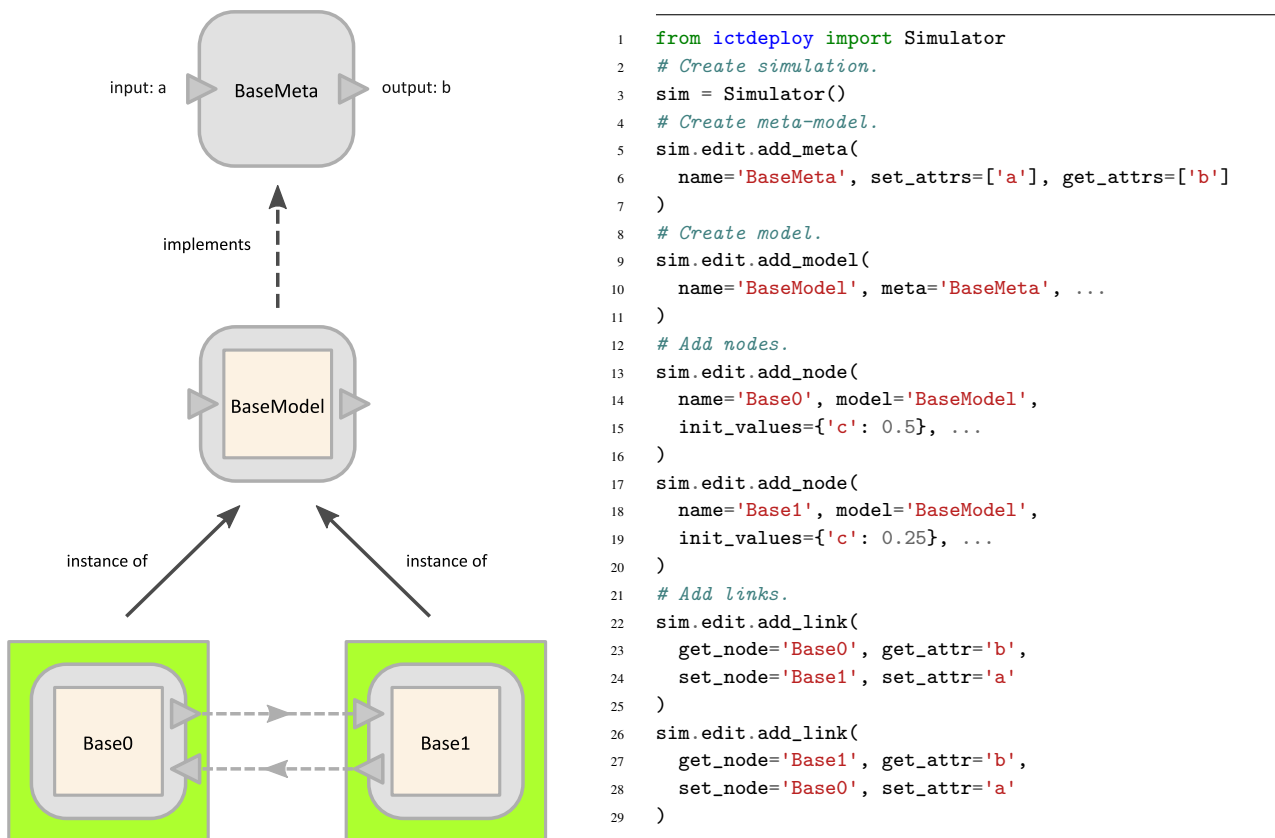 input: a
BaseMeta
output: b
implements
BaseModel
instance of
instance of
Base0
Base1
1 from ictdeploy import Simulator
2 # Create simulation.
3 sim = Simulator()
4 # Create meta-model.
5 sim.edit.add_meta(
6 name='BaseMeta', set_attrs=['a'], get_attrs=['b']
7 )
8 # Create model.
9 sim.edit.add_model(
10 name='BaseModel', meta='BaseMeta', ...
11 )
12 # Add nodes.
13 sim.edit.add_node(
14 name='Base0', model='BaseModel',
15 init_values={'c': 0.5}, ...
16 )
17 sim.edit.add_node(
18 name='Base1', model='BaseModel',
19 init_values={'c': 0.25}, ...
20 )
21 # Add links.
22 sim.edit.add_link(
23 get_node='Base0', get_attr='b',
24 set_node='Base1', set_attr='a'
25 )
26 sim.edit.add_link(
27 get_node='Base1', get_attr='b',
28 set_node='Base0', set_attr='a'
29 )